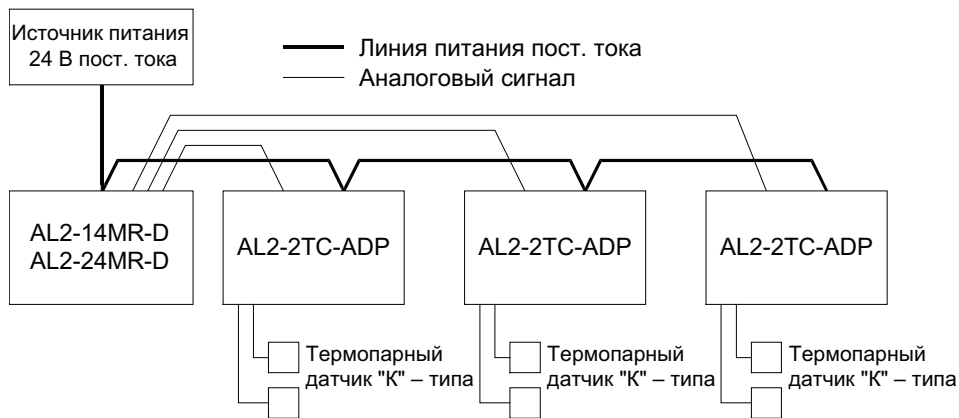 Источник питания
24 В пост. тока
Линия питания пост. тока
Аналоговый сигнал
AL2-14MR-D
AL2-24MR-D
AL2-2TC-ADP
AL2-2TC-ADP
AL2-2TC-ADP
Термопарный
датчик "К" – типа
Термопарный
датчик "К" – типа
Термопарный
датчик "К" – типа